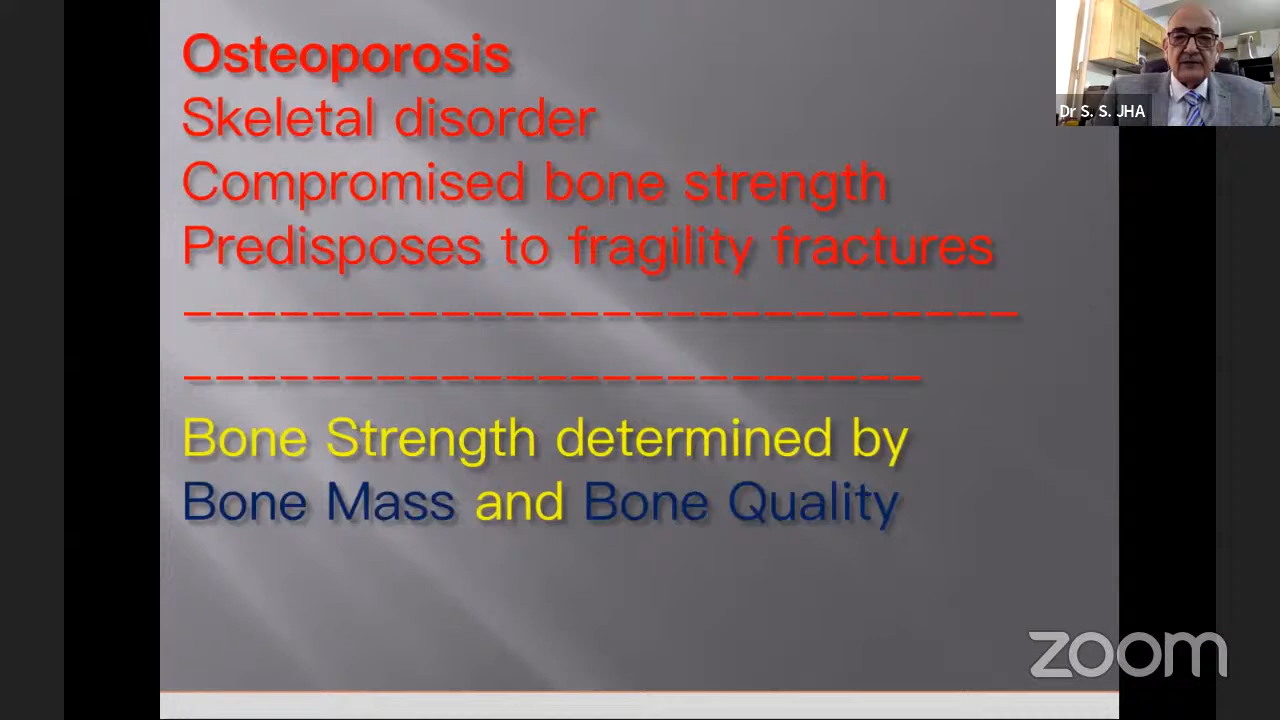 Osteoporosis
Skeletal disorder
Compromised bone strength
Predisposes to fragility fractures
--------------------------
-----------------------
Bone Strength determined by
Bone Mass and Bone Quality
Dr S. S. JHA
zoom